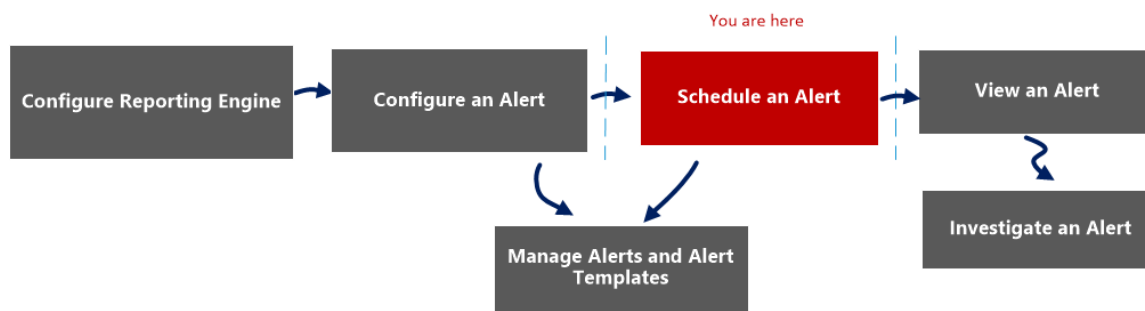 You are here
Configure Reporting Engine
Configure an Alert
Schedule an Alert
View an Alert
Manage Alerts and Alert
Templates
Investigate an Alert